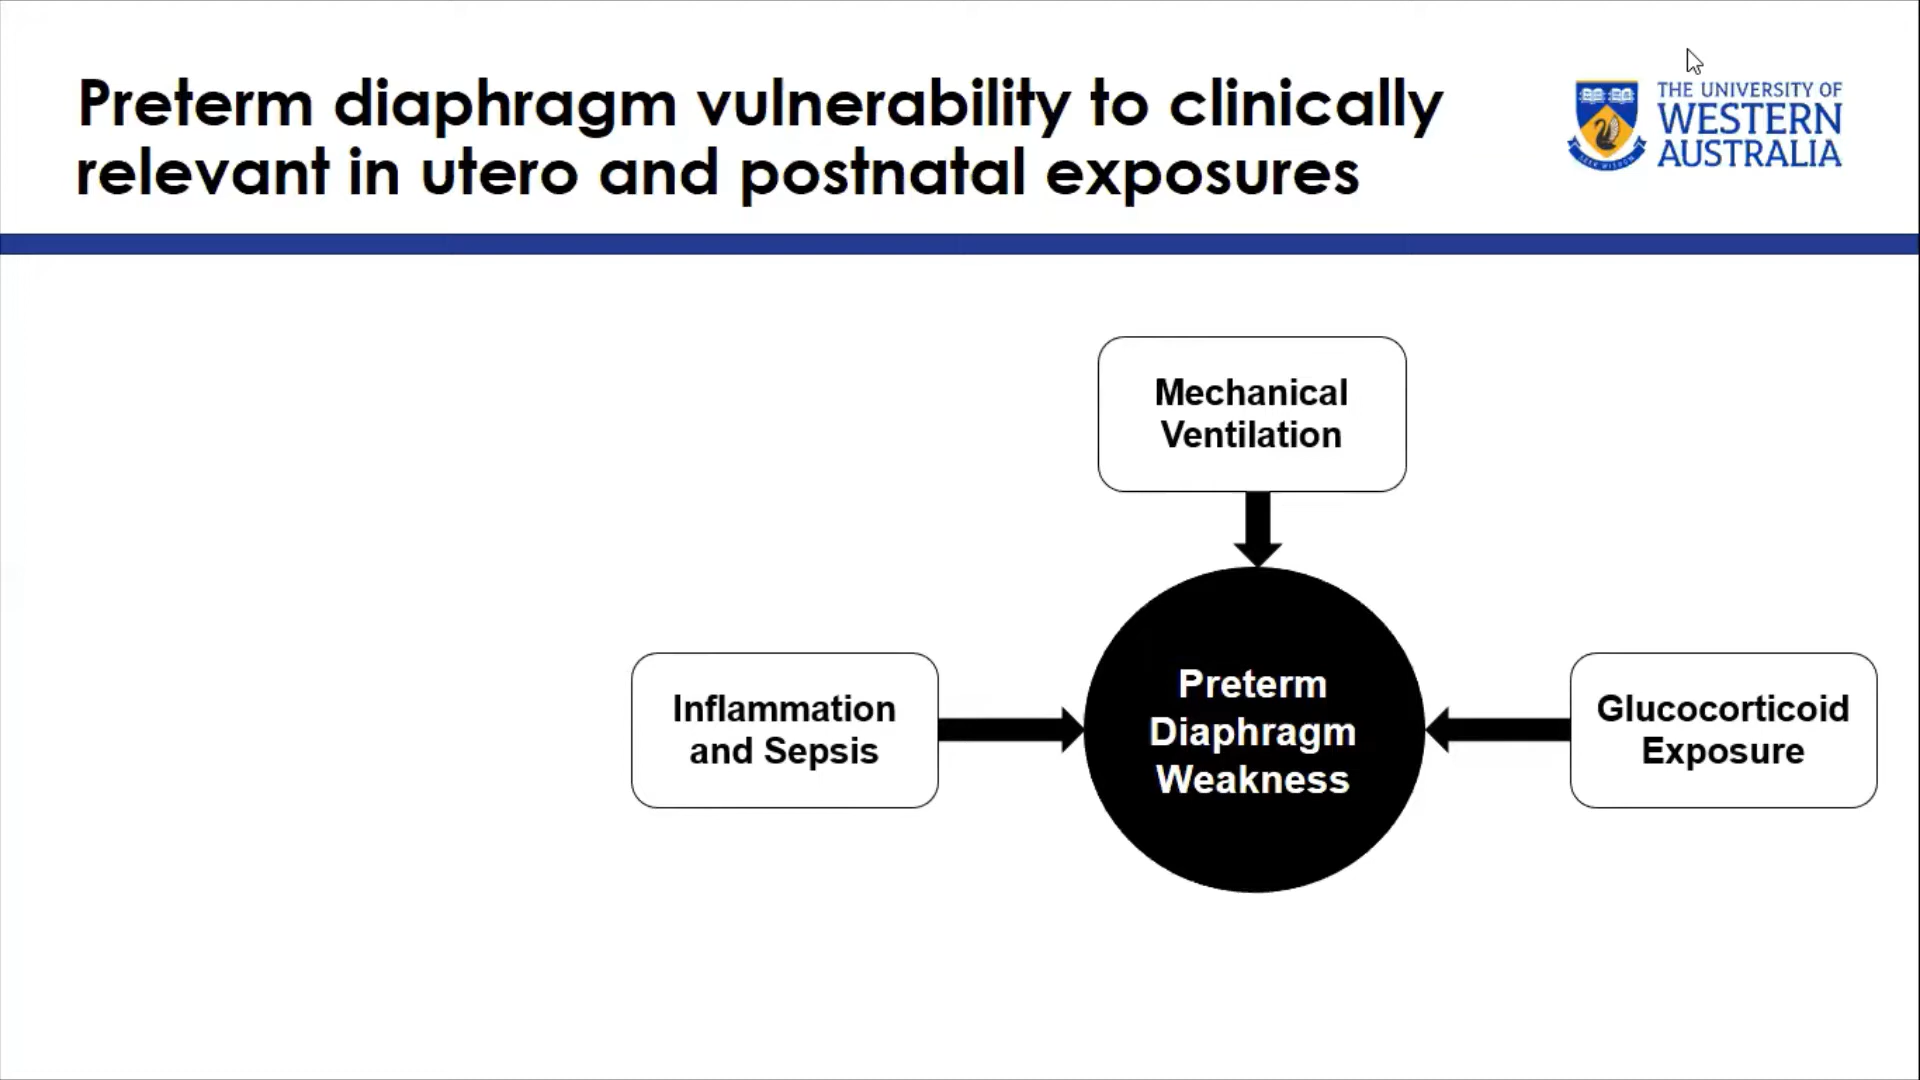 Preterm diaphragm vulnerability to clinically
relevant in utero and postnatal exposures
THE UNIVERSITY OF
WESTERN
AUSTRALIA
Mechanical
Ventilation
Inflammation
and Sepsis
Preterm
Diaphragm
Weakness
Glucocorticoid
Exposure